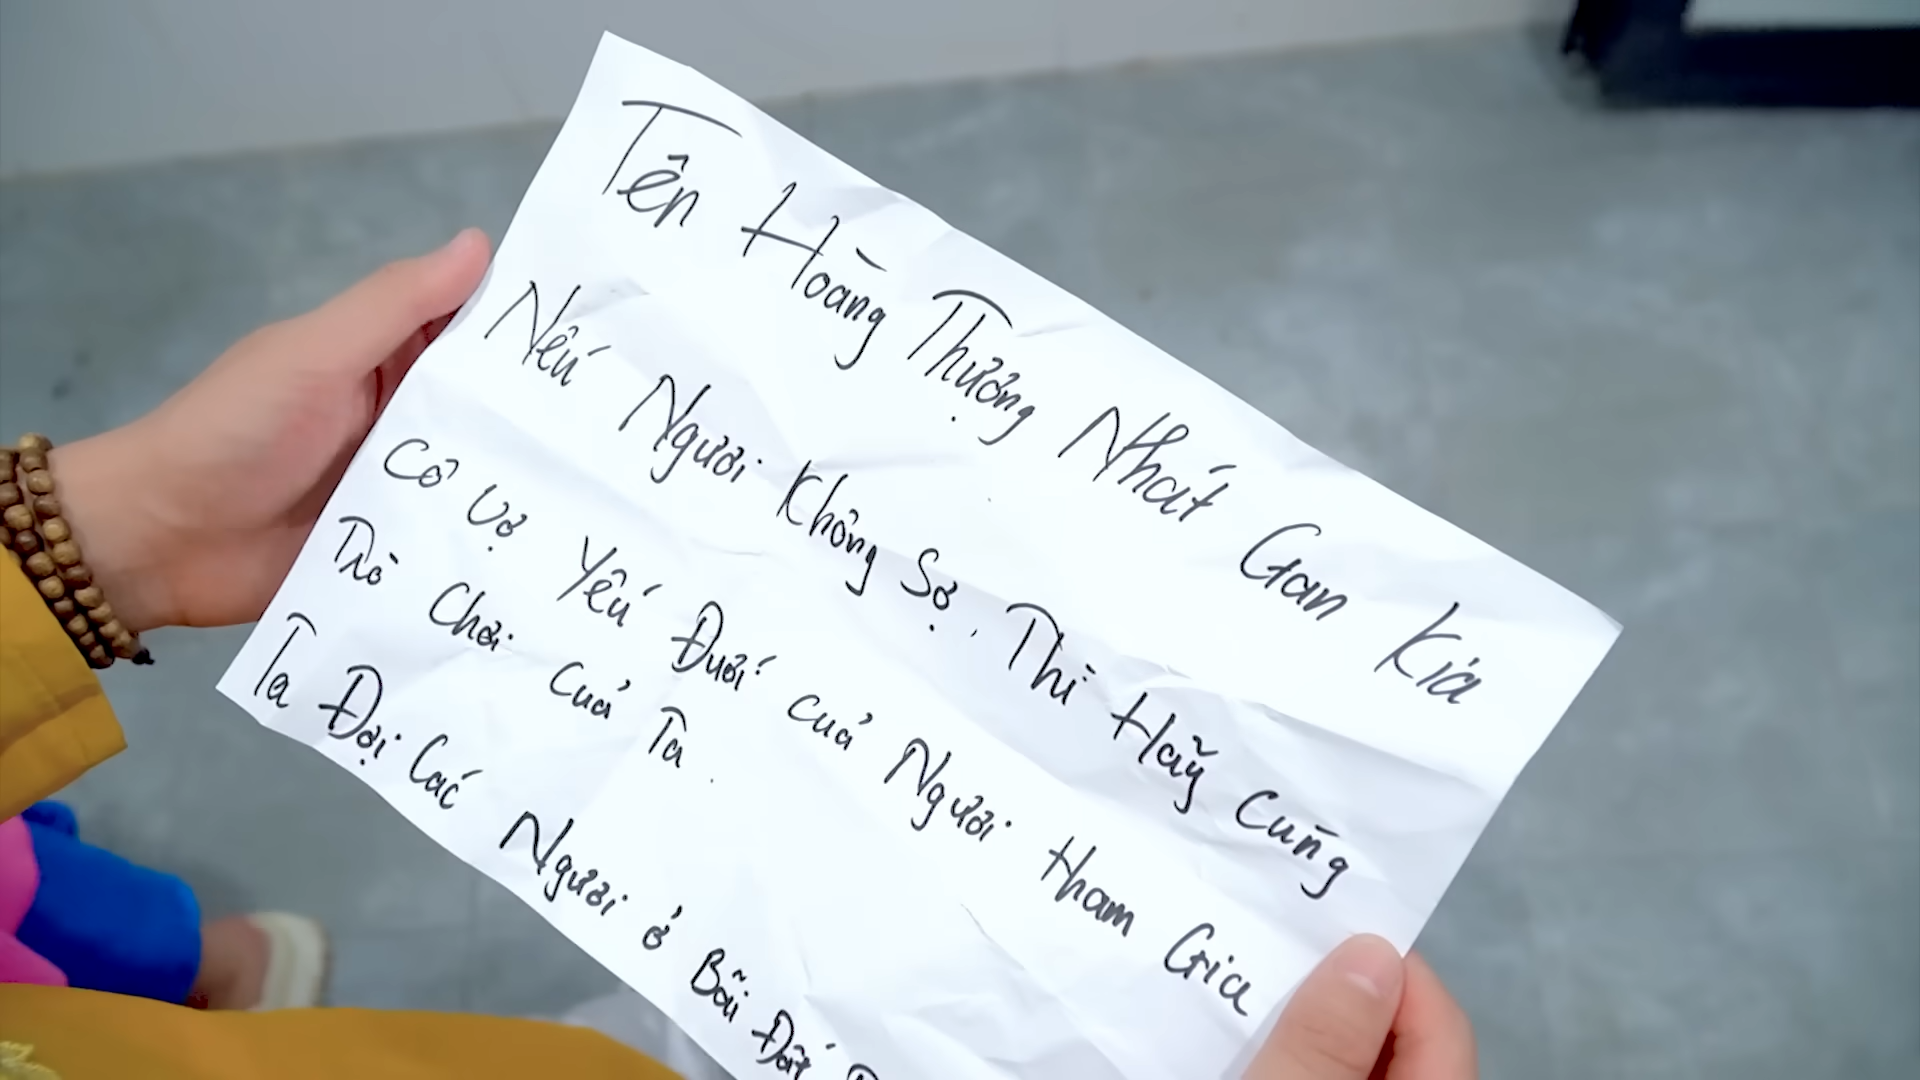 Tên Hoàng Thượng Nhát Gan Kia
Nếu Ngươi Không Sợ, Thì Hãy Cùng
Cô Vợ Yếu Đuối Của Ngươi Tham Gia
Trò Chơi Của Ta.
Ta Đợi Các Ngươi ở Bãi Đất